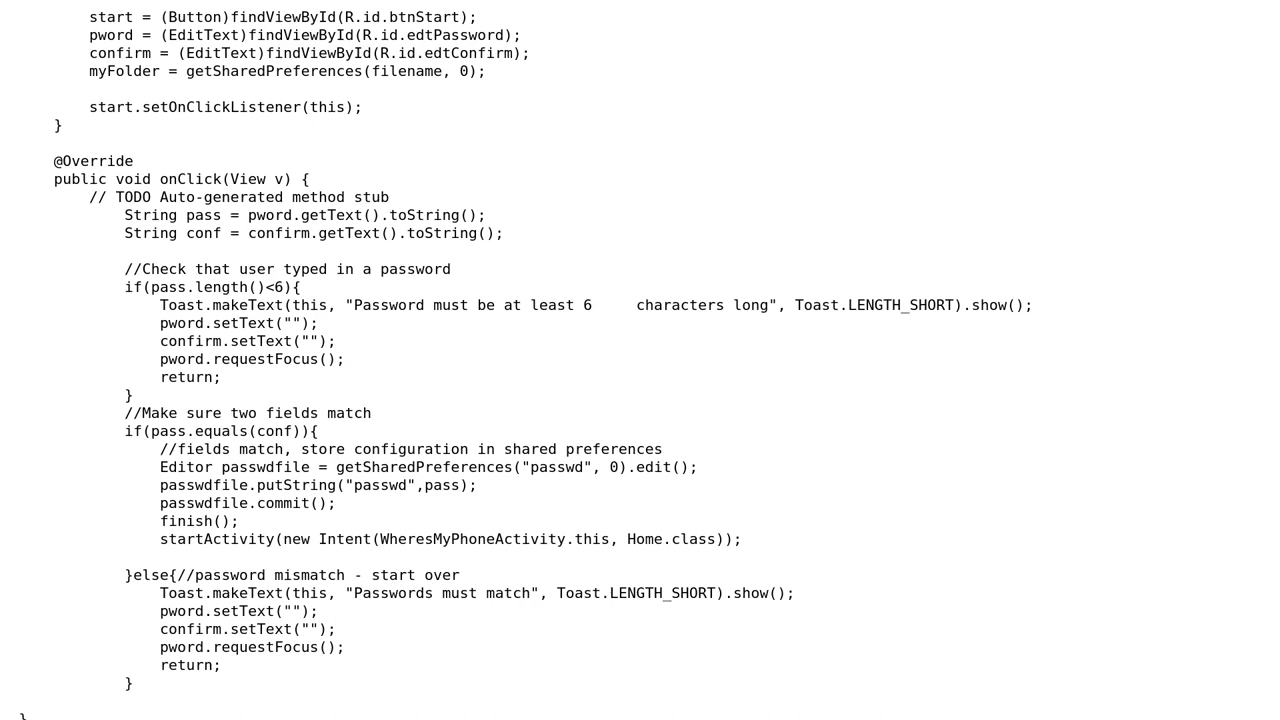 start = (Button)findViewById(R.id.btnStart);
        pword = (EditText)findViewById(R.id.edtPassword);
        confirm = (EditText)findViewById(R.id.edtConfirm);
        myFolder = getSharedPreferences(filename, 0);

        start.setOnClickListener(this);
    }

    @Override
    public void onClick(View v) {
        // TODO Auto-generated method stub
            String pass = pword.getText().toString();
            String conf = confirm.getText().toString();

            //Check that user typed in a password
            if(pass.length()<6){
                Toast.makeText(this, "Password must be at least 6     characters long", Toast.LENGTH_SHORT).show();
                pword.setText("");
                confirm.setText("");
                pword.requestFocus();
                return;
            }
            //Make sure two fields match
            if(pass.equals(conf)){
                //fields match, store configuration in shared preferences
                Editor passwdfile = getSharedPreferences("passwd", 0).edit();
                passwdfile.putString("passwd",pass);
                passwdfile.commit();
                finish();
                startActivity(new Intent(WheresMyPhoneActivity.this, Home.class));

            }else{//password mismatch - start over
                Toast.makeText(this, "Passwords must match", Toast.LENGTH_SHORT).show();
                pword.setText("");
                confirm.setText("");
                pword.requestFocus();
                return;
            }

}